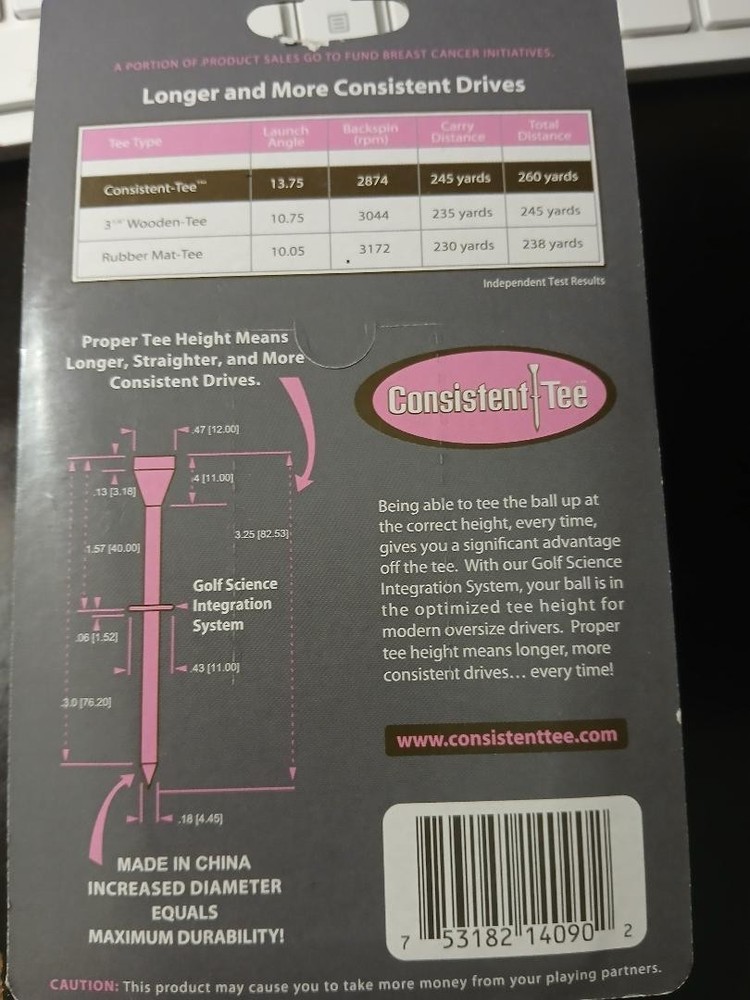 A PORTION OF PRODUCT SALES GO TO FUND BREAST CANCER INITIATIVES.
Longer and More Consistent Drives
Tee Type Launch Angle Backspin (rpm) Carry Distance Total Distance
Consistent-Tee™ 13.75 2874 245 yards 260 yards
3 Wooden-Tee 10.75 3044 235 yards 245 yards
Rubber Mat-Tee 10.05 3172 230 yards 238 yards
Independent Test Results
Proper Tee Height Means
Longer, Straighter, and More
Consistent Drives.
Consistent Tee
.47 [12.00]
.13 [3.18]
.4 [11.00]
3.25 [82.53]
1.57 [40.00]
Golf Science
Integration
System
.06 [1.52]
.43 [11.00]
3.0 [76.20]
.18 [4.45]
Being able to tee the ball up at
the correct height, every time,
gives you a significant advantage
off the tee. With our Golf Science
Integration System, your ball is in
the optimized tee height for
modern oversize drivers. Proper
tee height means longer, more
consistent drives... every time!
www.consistenttee.com
MADE IN CHINA
INCREASED DIAMETER
EQUALS
MAXIMUM DURABILITY!
7 53182 14090 2
CAUTION: This product may cause you to take more money from your playing partners.